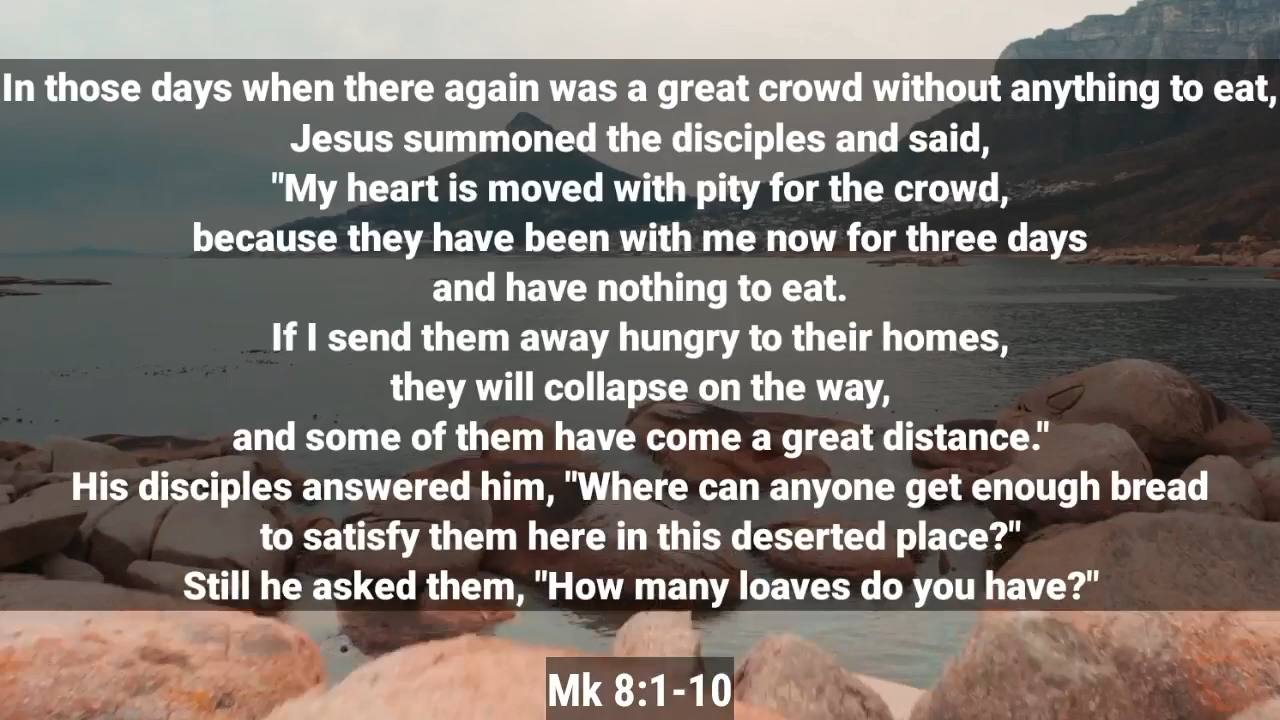 In those days when there again was a great crowd without anything to eat,
Jesus summoned the disciples and said,
"My heart is moved with pity for the crowd,
because they have been with me now for three days
and have nothing to eat.
If I send them away hungry to their homes,
they will collapse on the way,
and some of them have come a great distance."
His disciples answered him, "Where can anyone get enough bread
to satisfy them here in this deserted place?"
Still he asked them, "How many loaves do you have?"
Mk 8:1-10